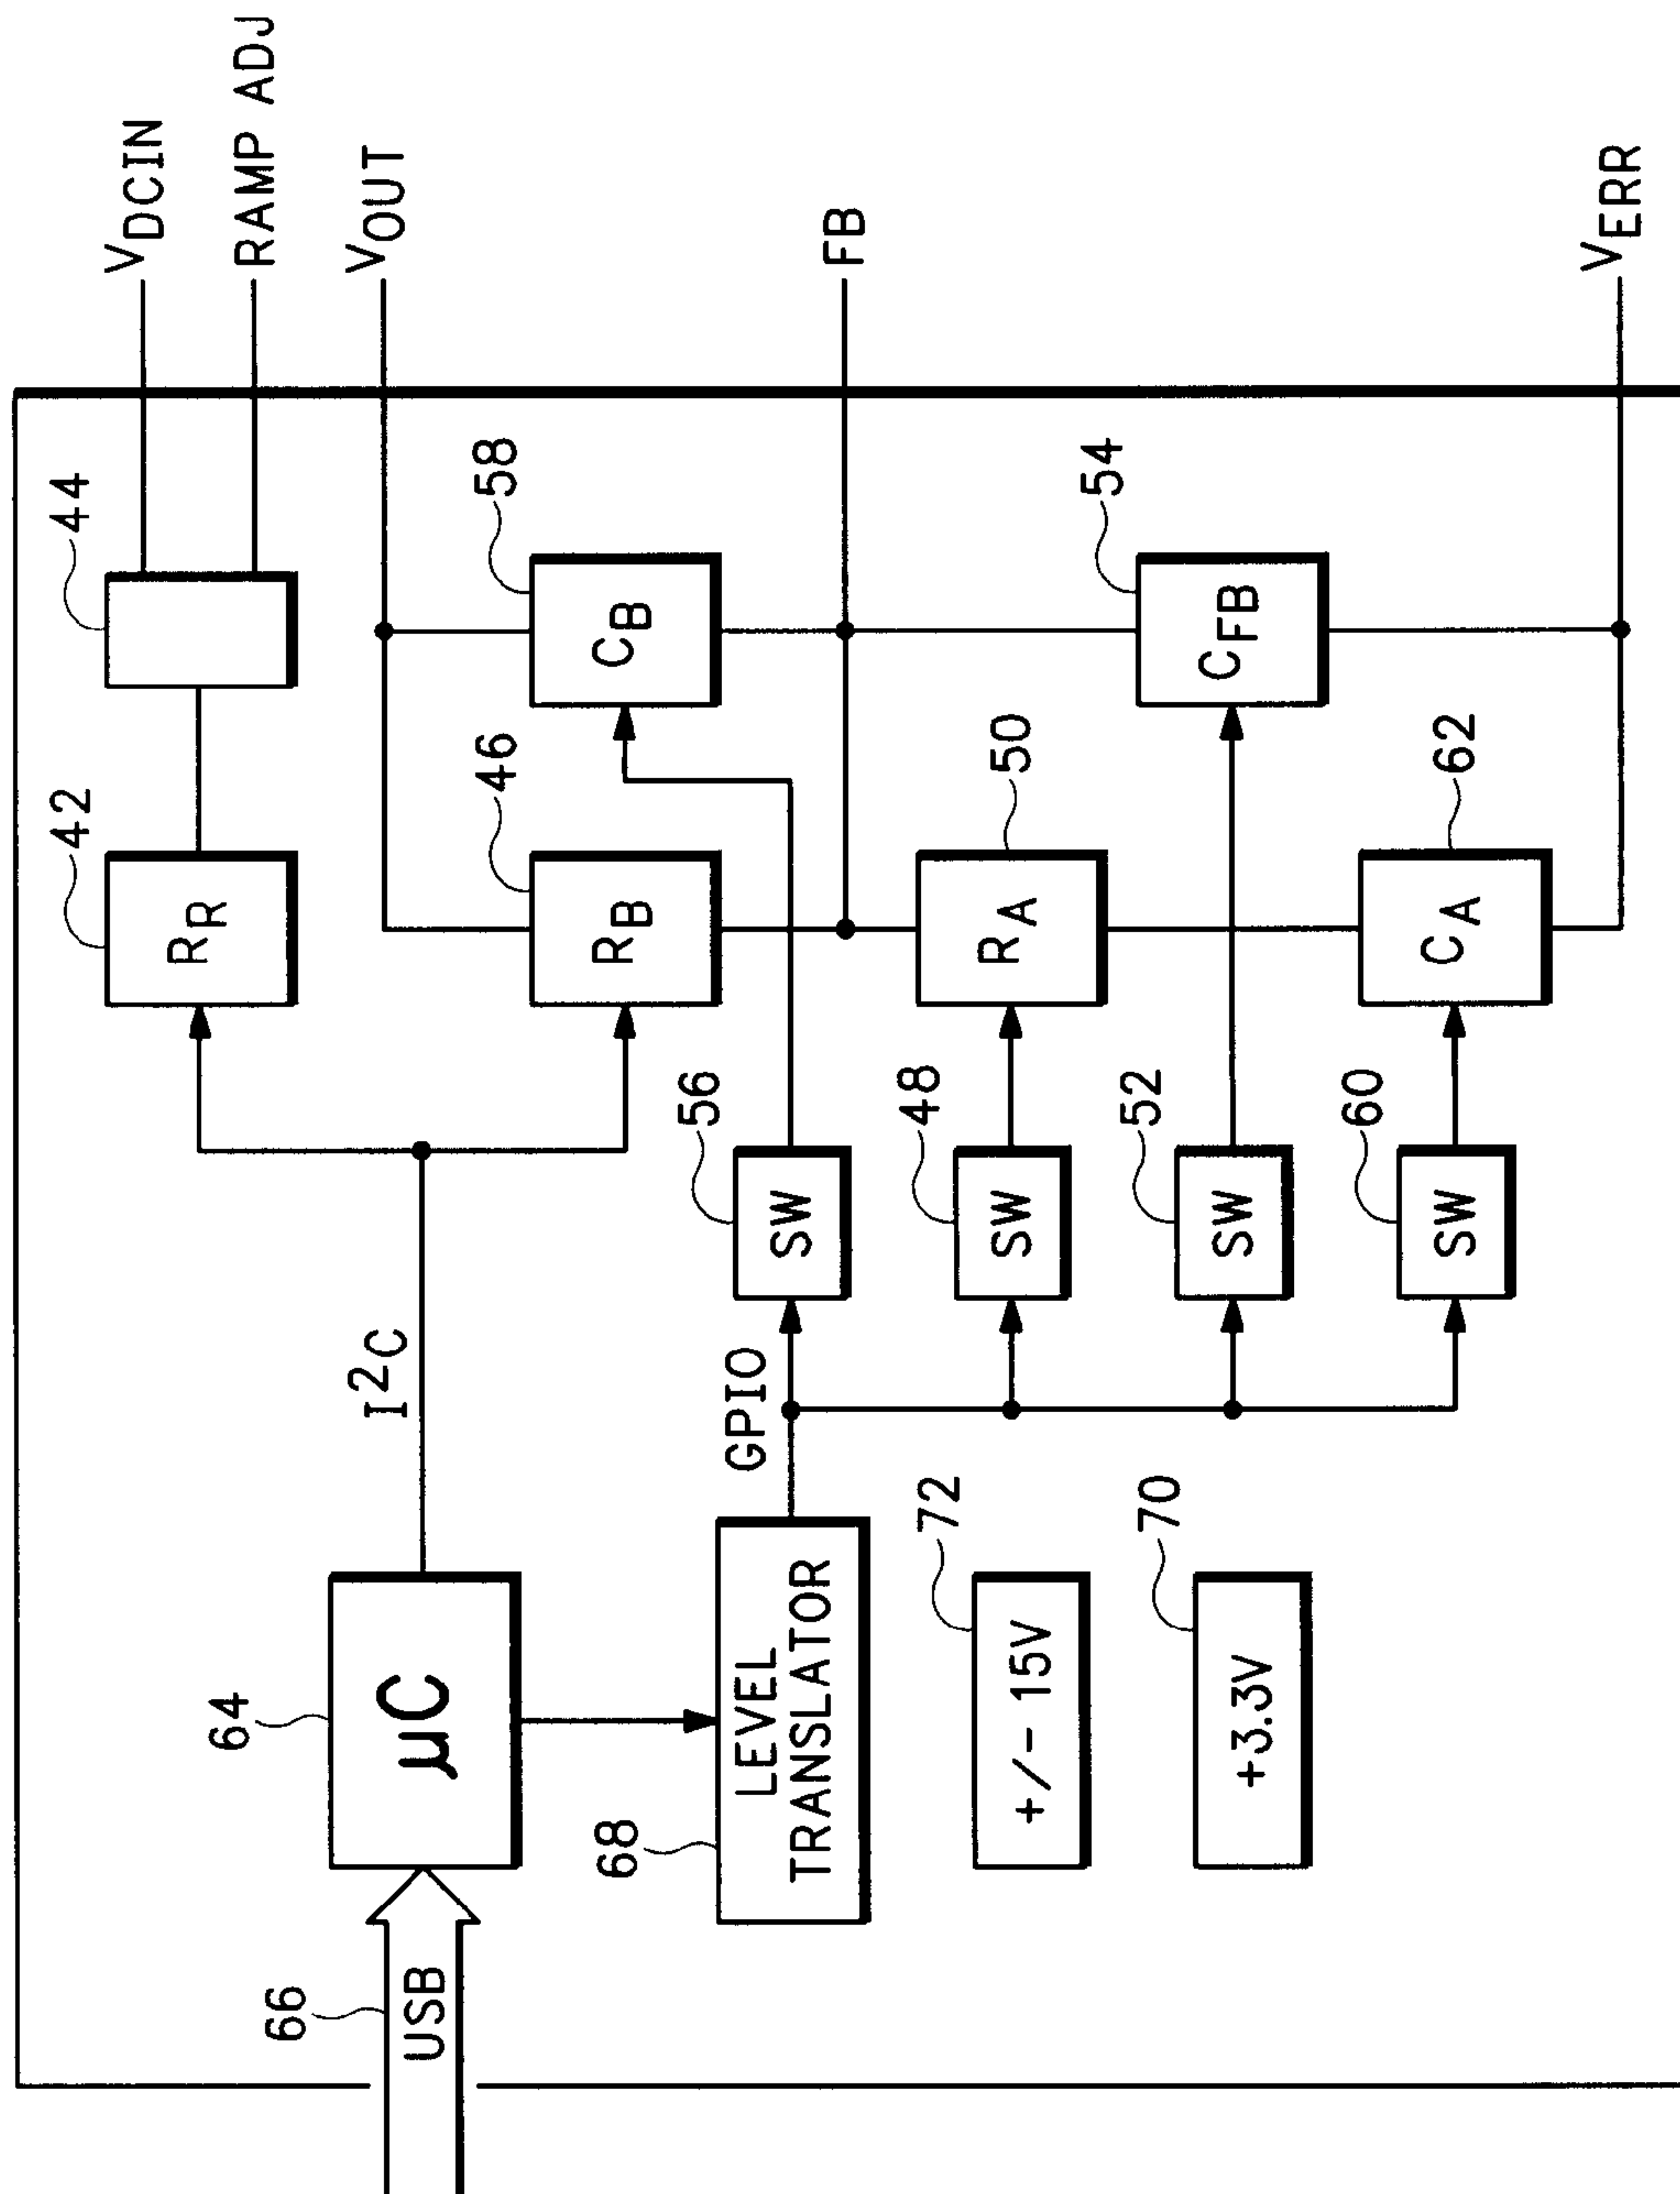 44
V_DCIN
RAMP ADJ
42
R_R
V_OUT
64
µC
I²C
46
R_B
58
C_B
66
USB
68
LEVEL
TRANSLATOR
GPIO
56
SW
FB
72
+/- 15V
48
SW
50
R_A
70
+3.3V
52
SW
54
C_FB
60
SW
62
C_A
V_ERR